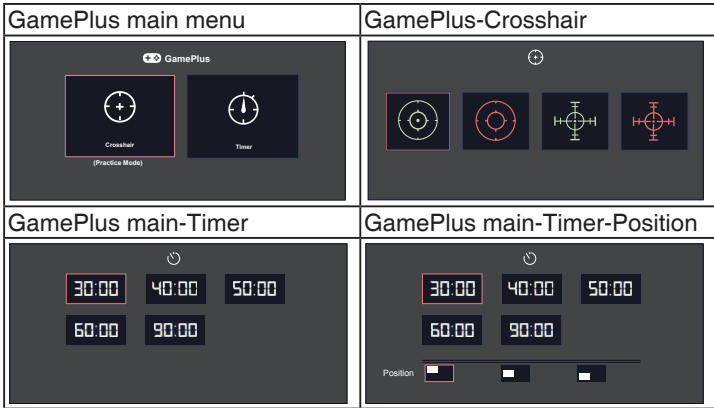 GamePlus main menu
GamePlus-Crosshair
GamePlus
Crosshair
Timer
(Practice Mode)
GamePlus main-Timer
GamePlus main-Timer-Position
30:00 40:00 50:00
60:00 90:00
30:00 40:00 50:00
60:00 90:00
Position